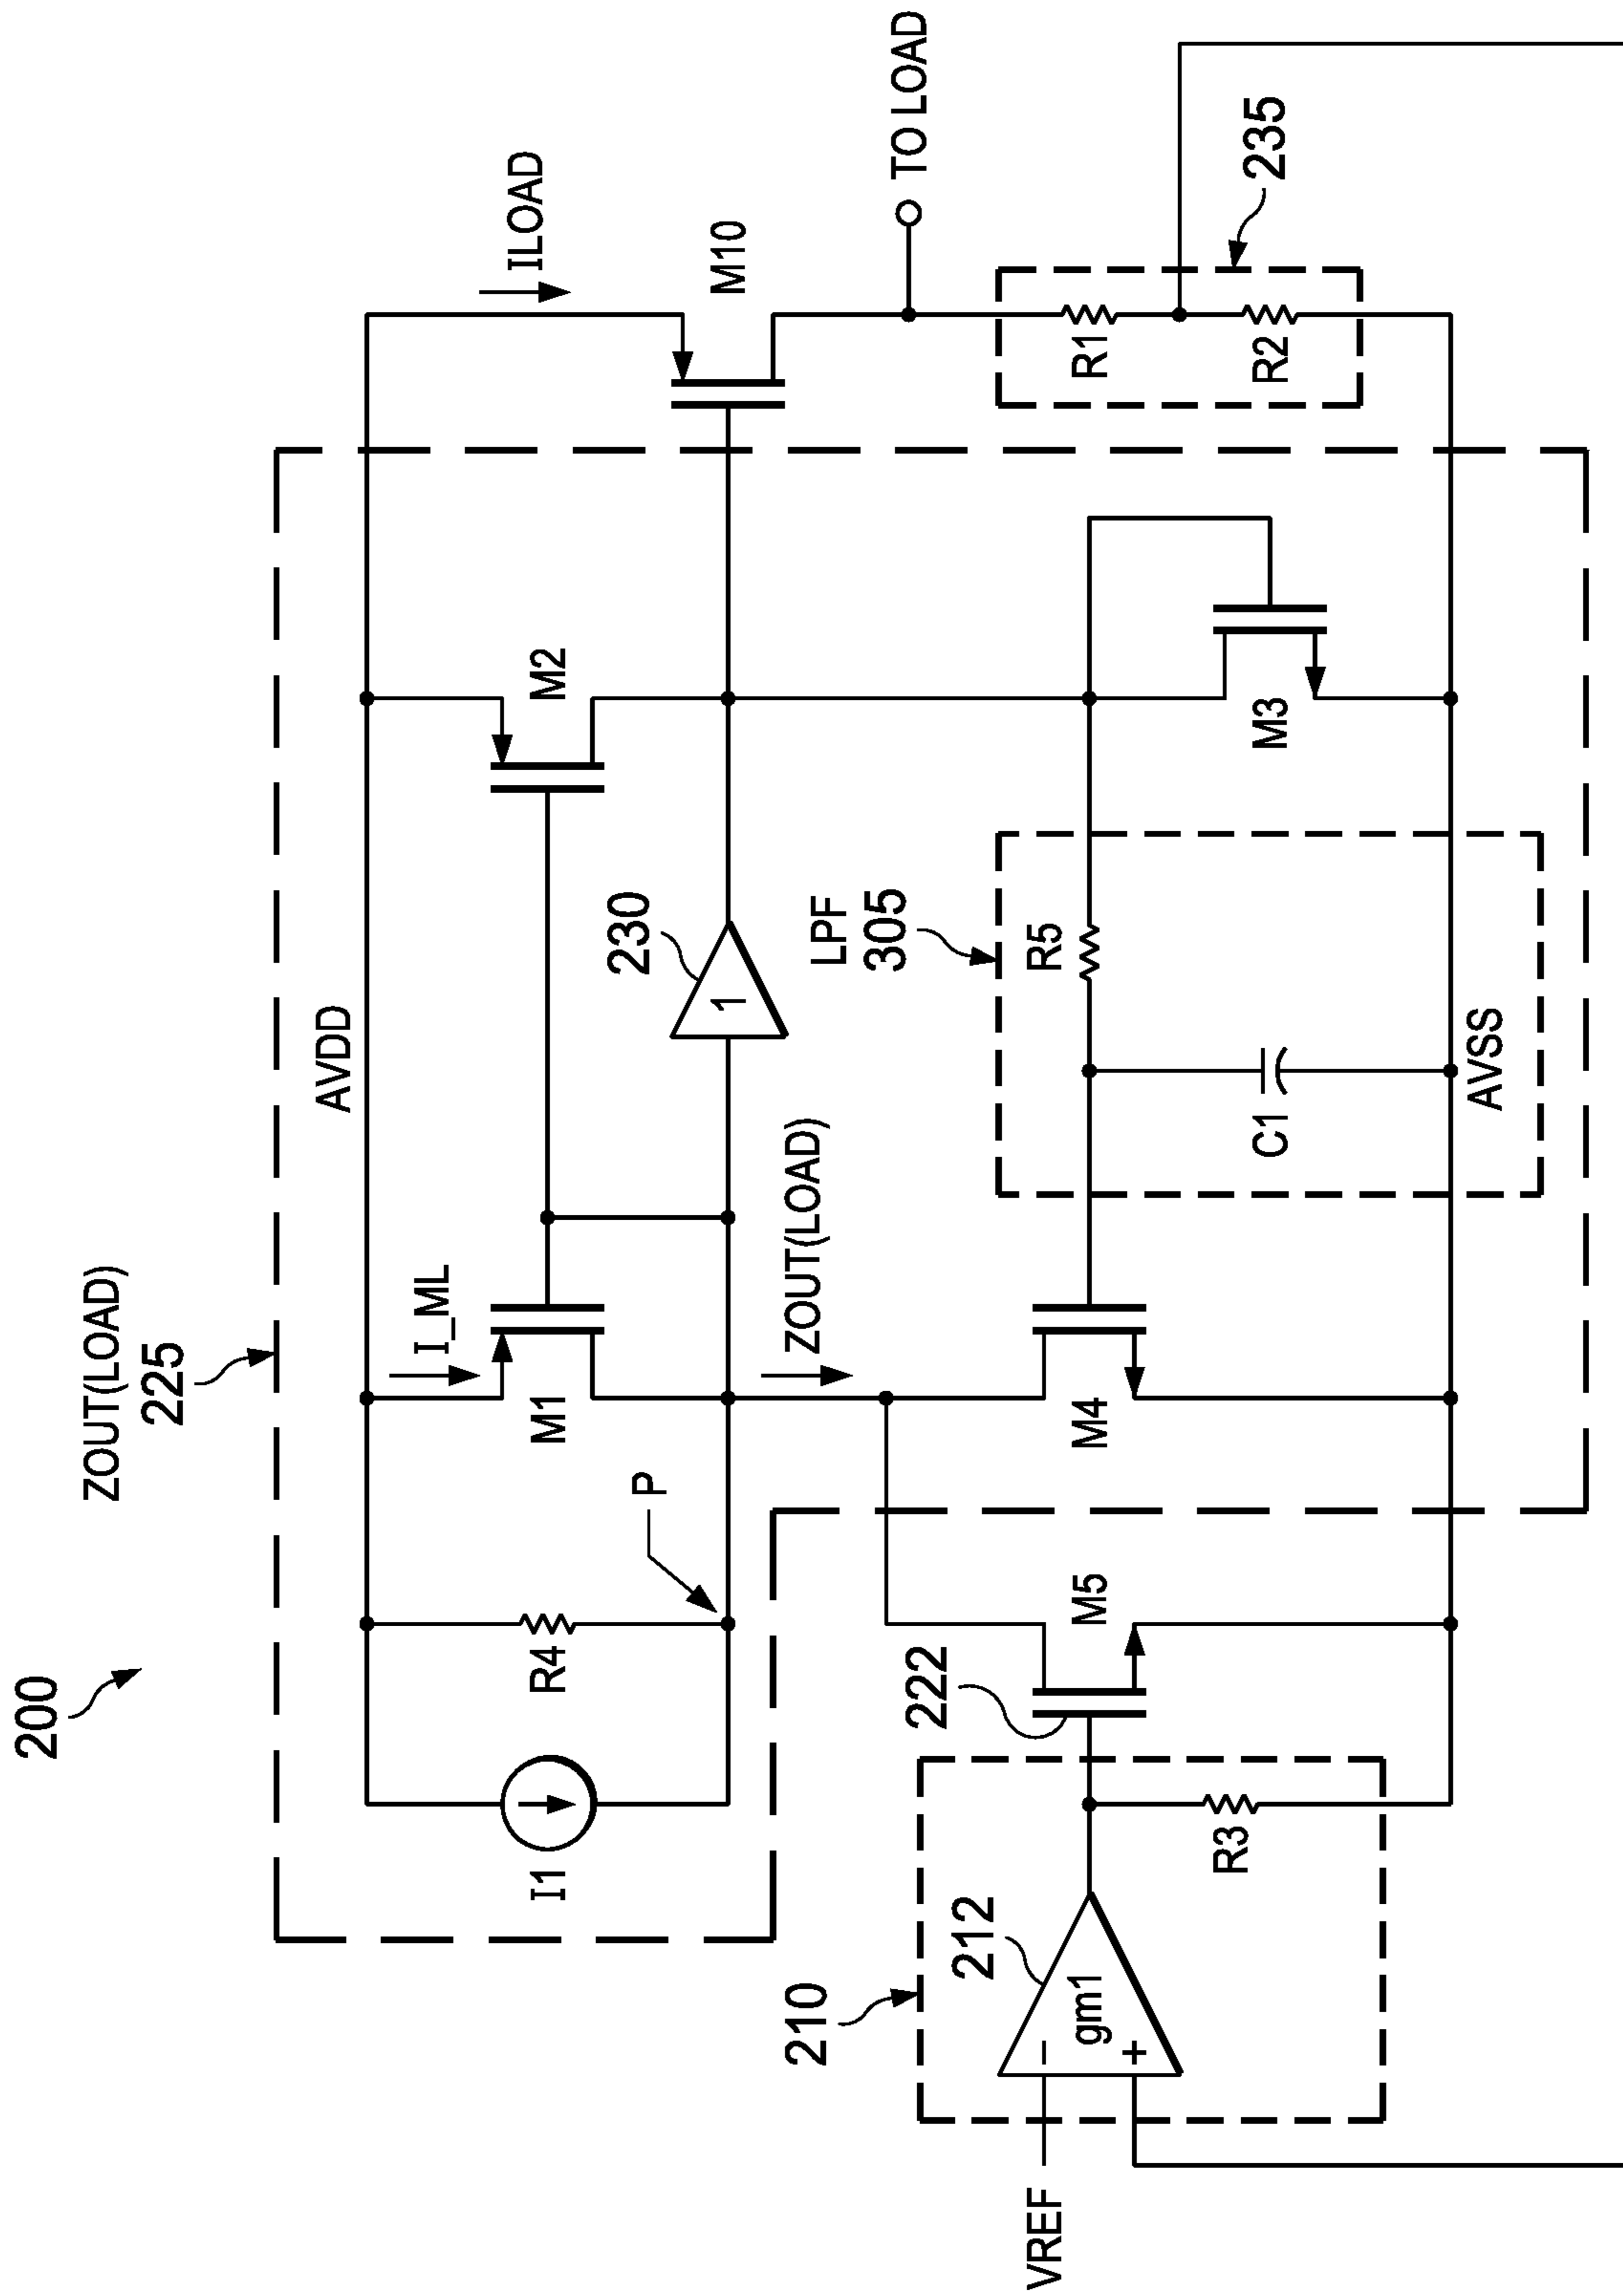 200
ZOUT(LOAD)
225
AVDD
I1
R4
P
M1
I_ML
M2
ILOAD
M10
1
230
ZOUT(LOAD)
TO LOAD
LPF
305
R5
C1
M4
M3
R1
R2
235
210
212
gm1
−
+
VREF
222
M5
R3
AVSS